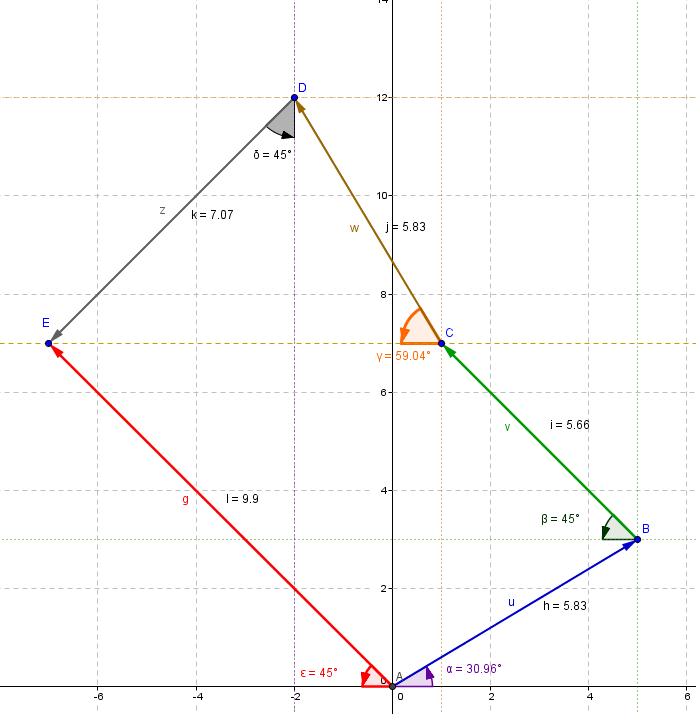 14
D
12
δ = 45°
z
k = 7.07
10
w
j = 5.83
8
E
C
γ = 59.04°
6
v
i = 5.66
g
l = 9.9
4
β = 45°
B
2
u
h = 5.83
ε = 45°
A
α = 30.96°
0
-6
-4
-2
0
2
4
6